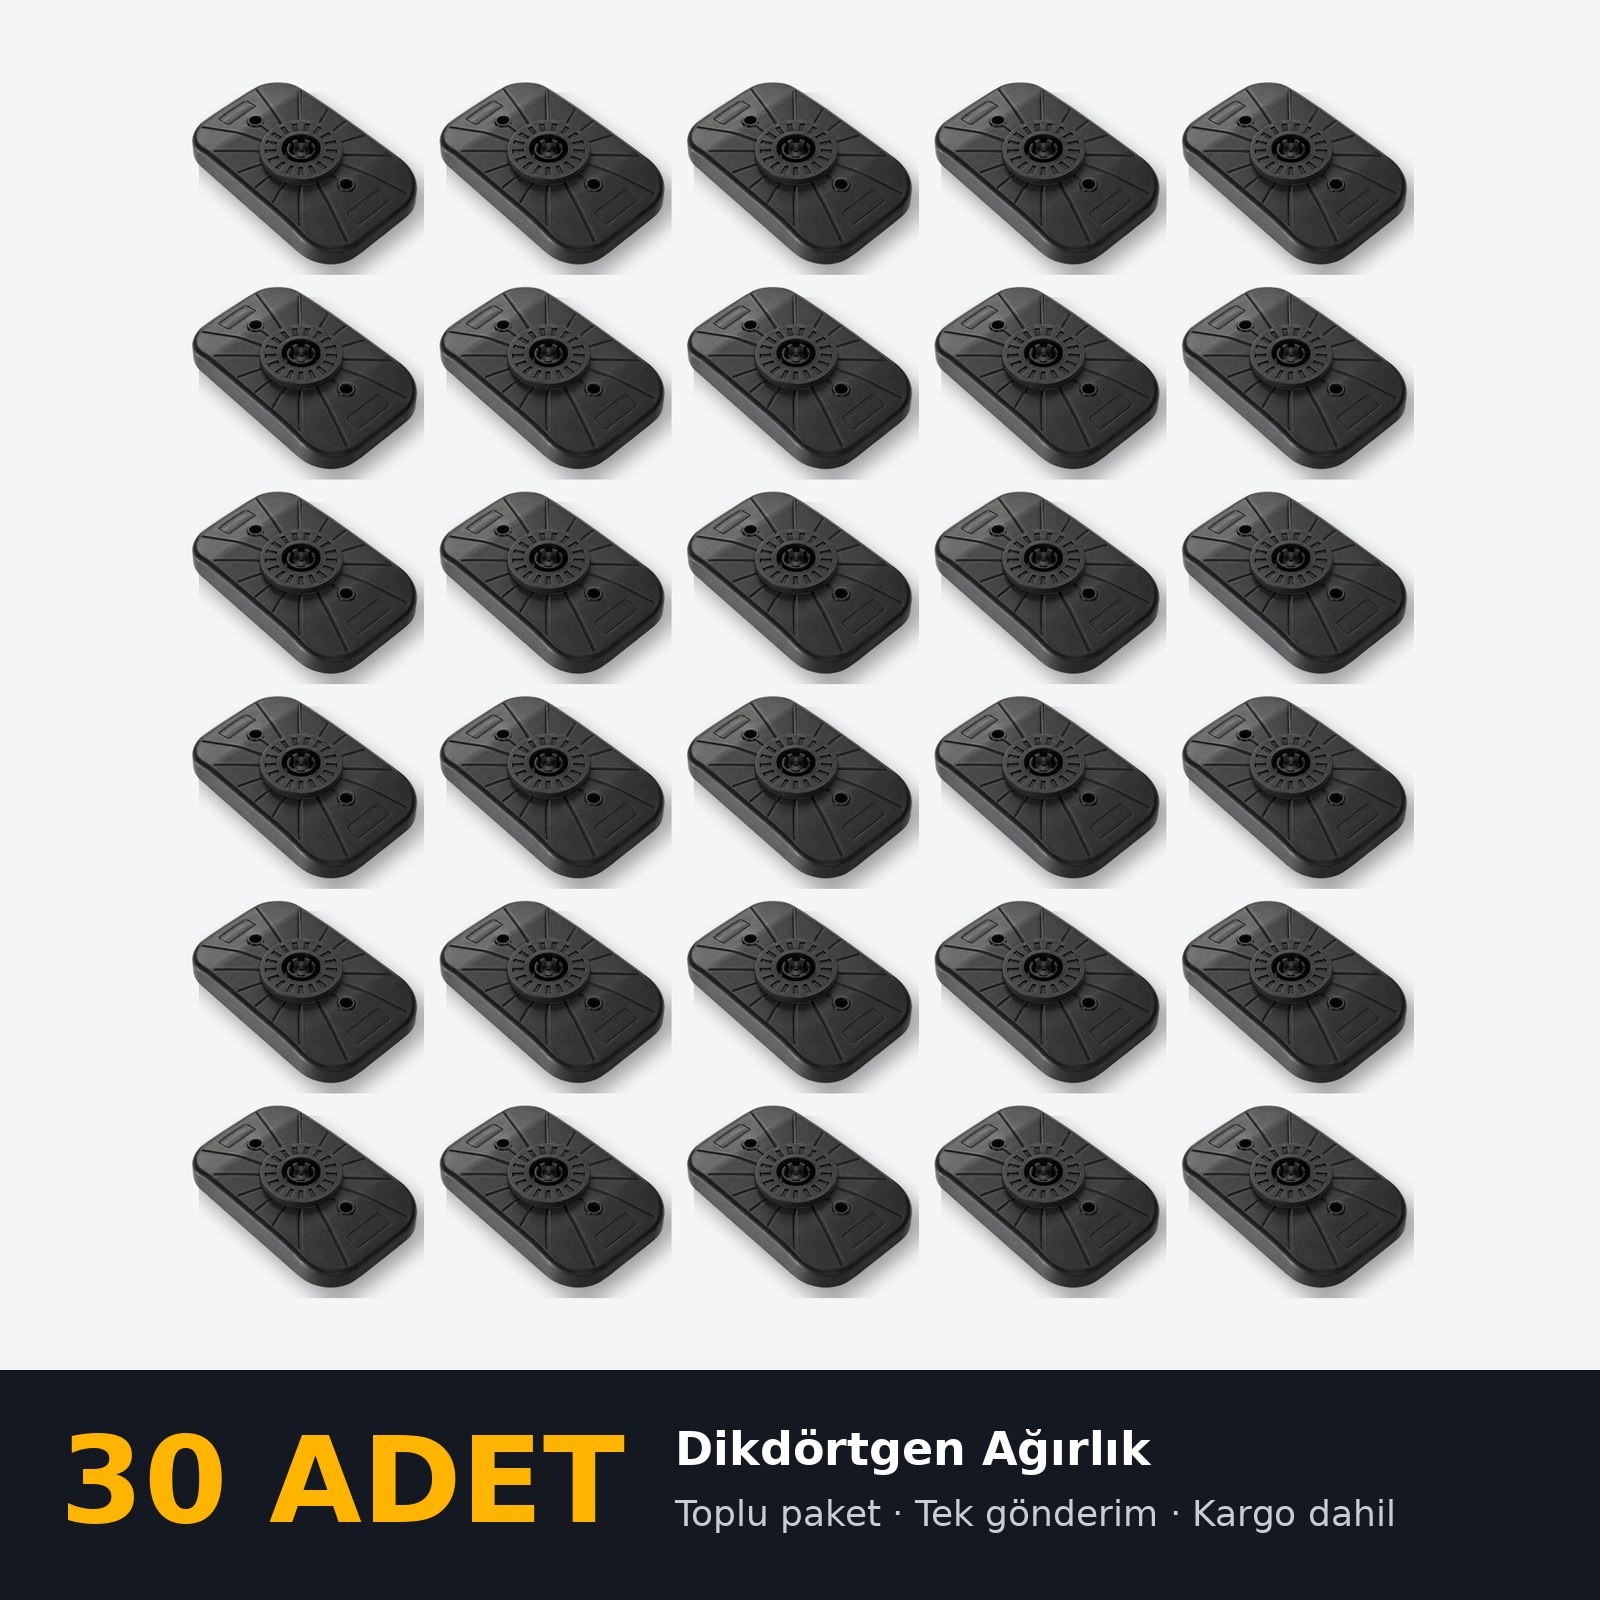 30 ADET
Dikdörtgen Ağırlık
Toplu paket · Tek gönderim · Kargo dahil